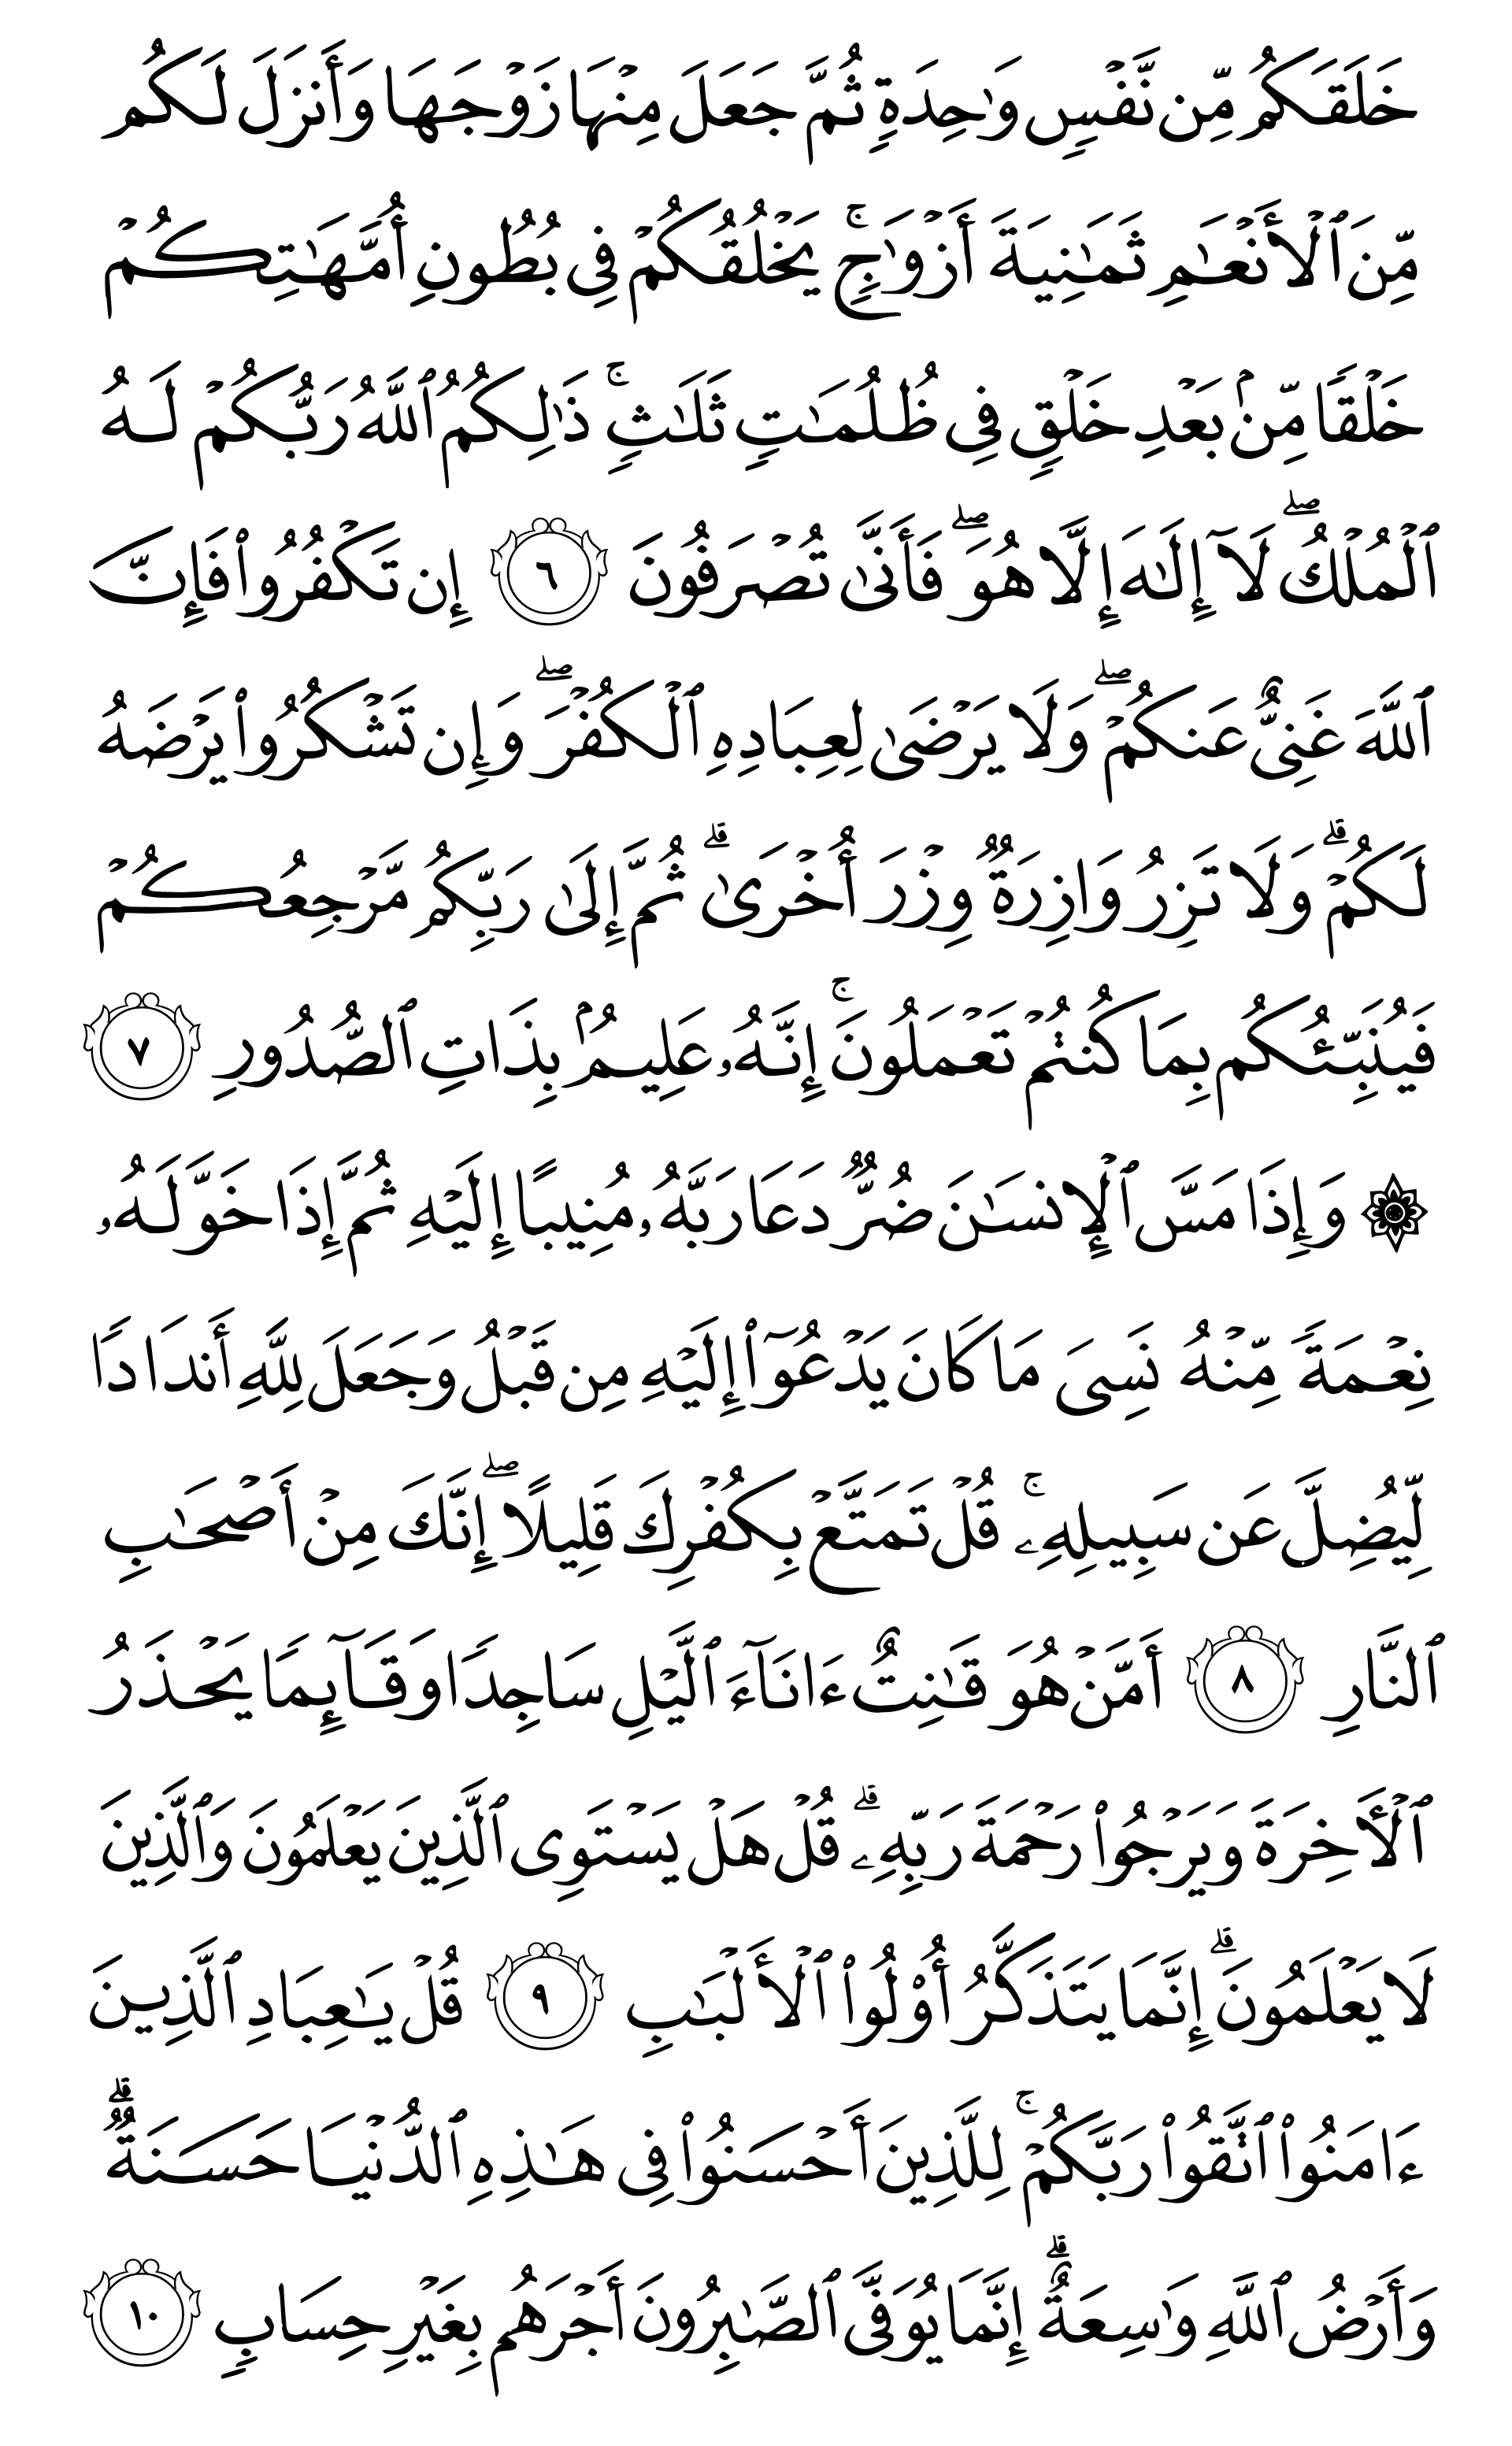 خَلَقَكُم مِّن نَّفۡسٖ وَٰحِدَةٖ ثُمَّ جَعَلَ مِنۡهَا زَوۡجَهَا وَأَنزَلَ لَكُم
مِّنَ ٱلۡأَنۡعَٰمِ ثَمَٰنِيَةَ أَزۡوَٰجٖۚ يَخۡلُقُكُمۡ فِي بُطُونِ أُمَّهَٰتِكُمۡ
خَلۡقٗا مِّنۢ بَعۡدِ خَلۡقٖ فِي ظُلُمَٰتٖ ثَلَٰثٖۚ ذَٰلِكُمُ ٱللَّهُ رَبُّكُمۡ لَهُ
ٱلۡمُلۡكُۖ لَآ إِلَٰهَ إِلَّا هُوَۖ فَأَنَّىٰ تُصۡرَفُونَ ٦ إِن تَكۡفُرُواْ فَإِنَّ
ٱللَّهَ غَنِيٌّ عَنكُمۡۖ وَلَا يَرۡضَىٰ لِعِبَادِهِ ٱلۡكُفۡرَۖ وَإِن تَشۡكُرُواْ يَرۡضَهُ
لَكُمۡۗ وَلَا تَزِرُ وَازِرَةٞ وِزۡرَ أُخۡرَىٰۗ ثُمَّ إِلَىٰ رَبِّكُم مَّرۡجِعُكُمۡ
فَيُنَبِّئُكُم بِمَا كُنتُمۡ تَعۡمَلُونَۚ إِنَّهُۥ عَلِيمُۢ بِذَاتِ ٱلصُّدُورِ ٧
۞ وَإِذَا مَسَّ ٱلۡإِنسَٰنَ ضُرّٞ دَعَا رَبَّهُۥ مُنِيبًا إِلَيۡهِ ثُمَّ إِذَا خَوَّلَهُۥ
نِعۡمَةٗ مِّنۡهُ نَسِيَ مَا كَانَ يَدۡعُوٓاْ إِلَيۡهِ مِن قَبۡلُ وَجَعَلَ لِلَّهِ أَندَادٗا
لِّيُضِلَّ عَن سَبِيلِهِۦۚ قُلۡ تَمَتَّعۡ بِكُفۡرِكَ قَلِيلًا إِنَّكَ مِنۡ أَصۡحَٰبِۖ
ٱلنَّارِ ٨ أَمَّنۡ هُوَ قَٰنِتٌ ءَانَآءَ ٱلَّيۡلِ سَاجِدٗا وَقَآئِمٗا يَحۡذَرُ
ٱلۡأٓخِرَةَ وَيَرۡجُواْ رَحۡمَةَ رَبِّهِۦۗ قُلۡ هَلۡ يَسۡتَوِي ٱلَّذِينَ يَعۡلَمُونَ وَٱلَّذِينَ
لَا يَعۡلَمُونَۗ إِنَّمَا يَتَذَكَّرُ أُوْلُواْ ٱلۡأَلۡبَٰبِ ٩ قُلۡ يَٰعِبَادِ ٱلَّذِينَ
ءَامَنُواْ ٱتَّقُواْ رَبَّكُمۡۚ لِلَّذِينَ أَحۡسَنُواْ فِي هَٰذِهِ ٱلدُّنۡيَا حَسَنَةٞۗ
وَأَرۡضُ ٱللَّهِ وَٰسِعَةٌۗ إِنَّمَا يُوَفَّى ٱلصَّٰبِرُونَ أَجۡرَهُم بِغَيۡرِ حِسَابٖ ١٠